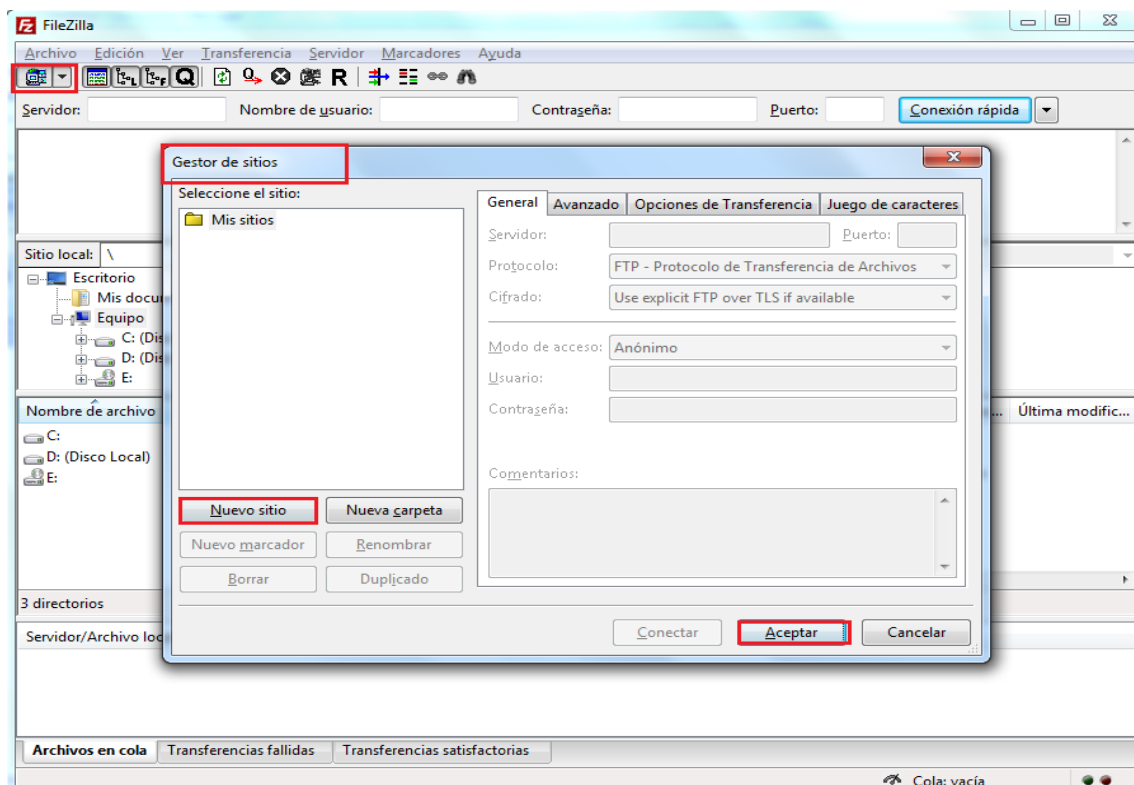 FileZilla
Archivo Edición Ver Transferencia Servidor Marcadores Ayuda
Servidor: Nombre de usuario: Contraseña: Puerto: Conexión rápida
Gestor de sitios
Seleccione el sitio:
Mis sitios
General Avanzado Opciones de Transferencia Juego de caracteres
Servidor: Puerto:
Protocolo: FTP - Protocolo de Transferencia de Archivos
Cifrado: Use explicit FTP over TLS if available
Modo de acceso: Anónimo
Usuario:
Contraseña:
Comentarios:
Nuevo sitio Nueva carpeta
Nuevo marcador Renombrar
Borrar Duplicado
Conectar Aceptar Cancelar
Sitio local: \
Escritorio
Mis docu
Equipo
C: (Dis
D: (Dis
E:
Nombre de archivo ... Última modific...
C:
D: (Disco Local)
E:
3 directorios
Servidor/Archivo loc
Archivos en cola Transferencias fallidas Transferencias satisfactorias
Cola: vacía